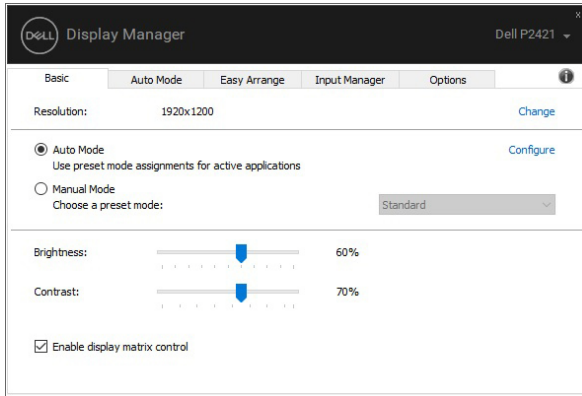 DELL Display Manager
Dell P2421
Basic Auto Mode Easy Arrange Input Manager Options
Resolution: 1920x1200 Change
Auto Mode Configure
Use preset mode assignments for active applications
Manual Mode
Choose a preset mode: Standard
Brightness: 60%
Contrast: 70%
Enable display matrix control